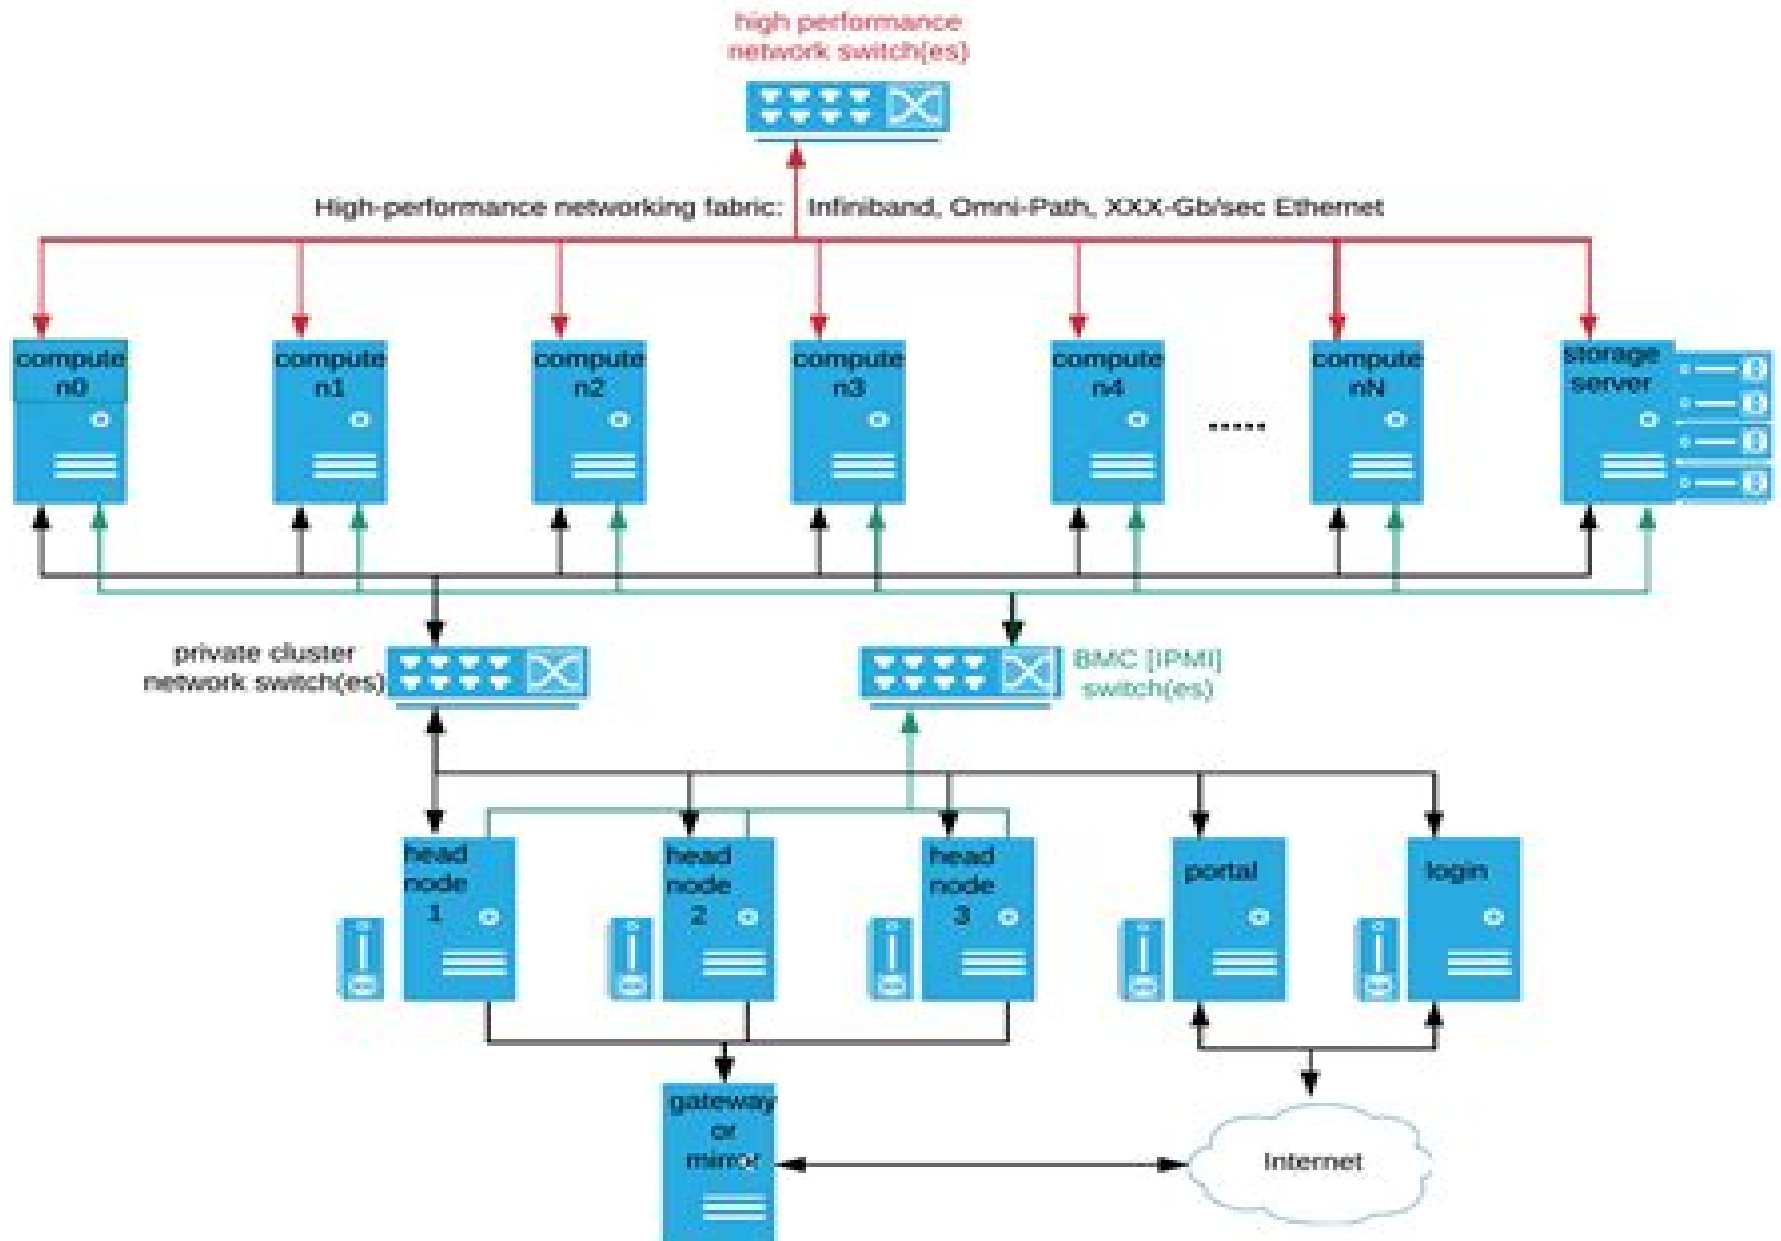 high performance
network switch(es)
High-performance networking fabric: Infiniband, Omni-Path, XXX-Gb/sec Ethernet
compute
n0
compute
n1
compute
n2
compute
n3
compute
n4
.....
compute
nN
storage
server
private cluster
network switch(es)
BMC [IPMI]
switch(es)
head
node
1
head
node
2
head
node
3
portal
login
gateway
or
mirror
Internet